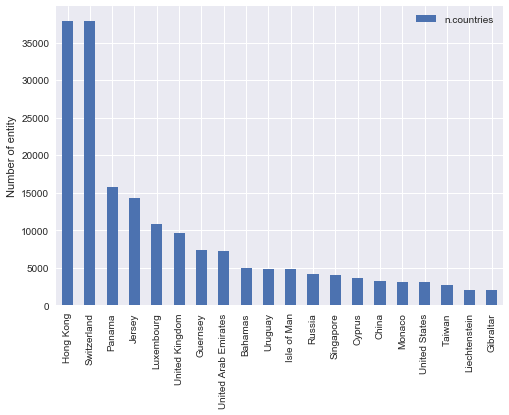 n.countries
Number of entity
35000
30000
25000
20000
15000
10000
5000
0
Hong Kong
Switzerland
Panama
Jersey
Luxembourg
United Kingdom
Guernsey
United Arab Emirates
Bahamas
Uruguay
Isle of Man
Russia
Singapore
Cyprus
China
Monaco
United States
Taiwan
Liechtenstein
Gibraltar